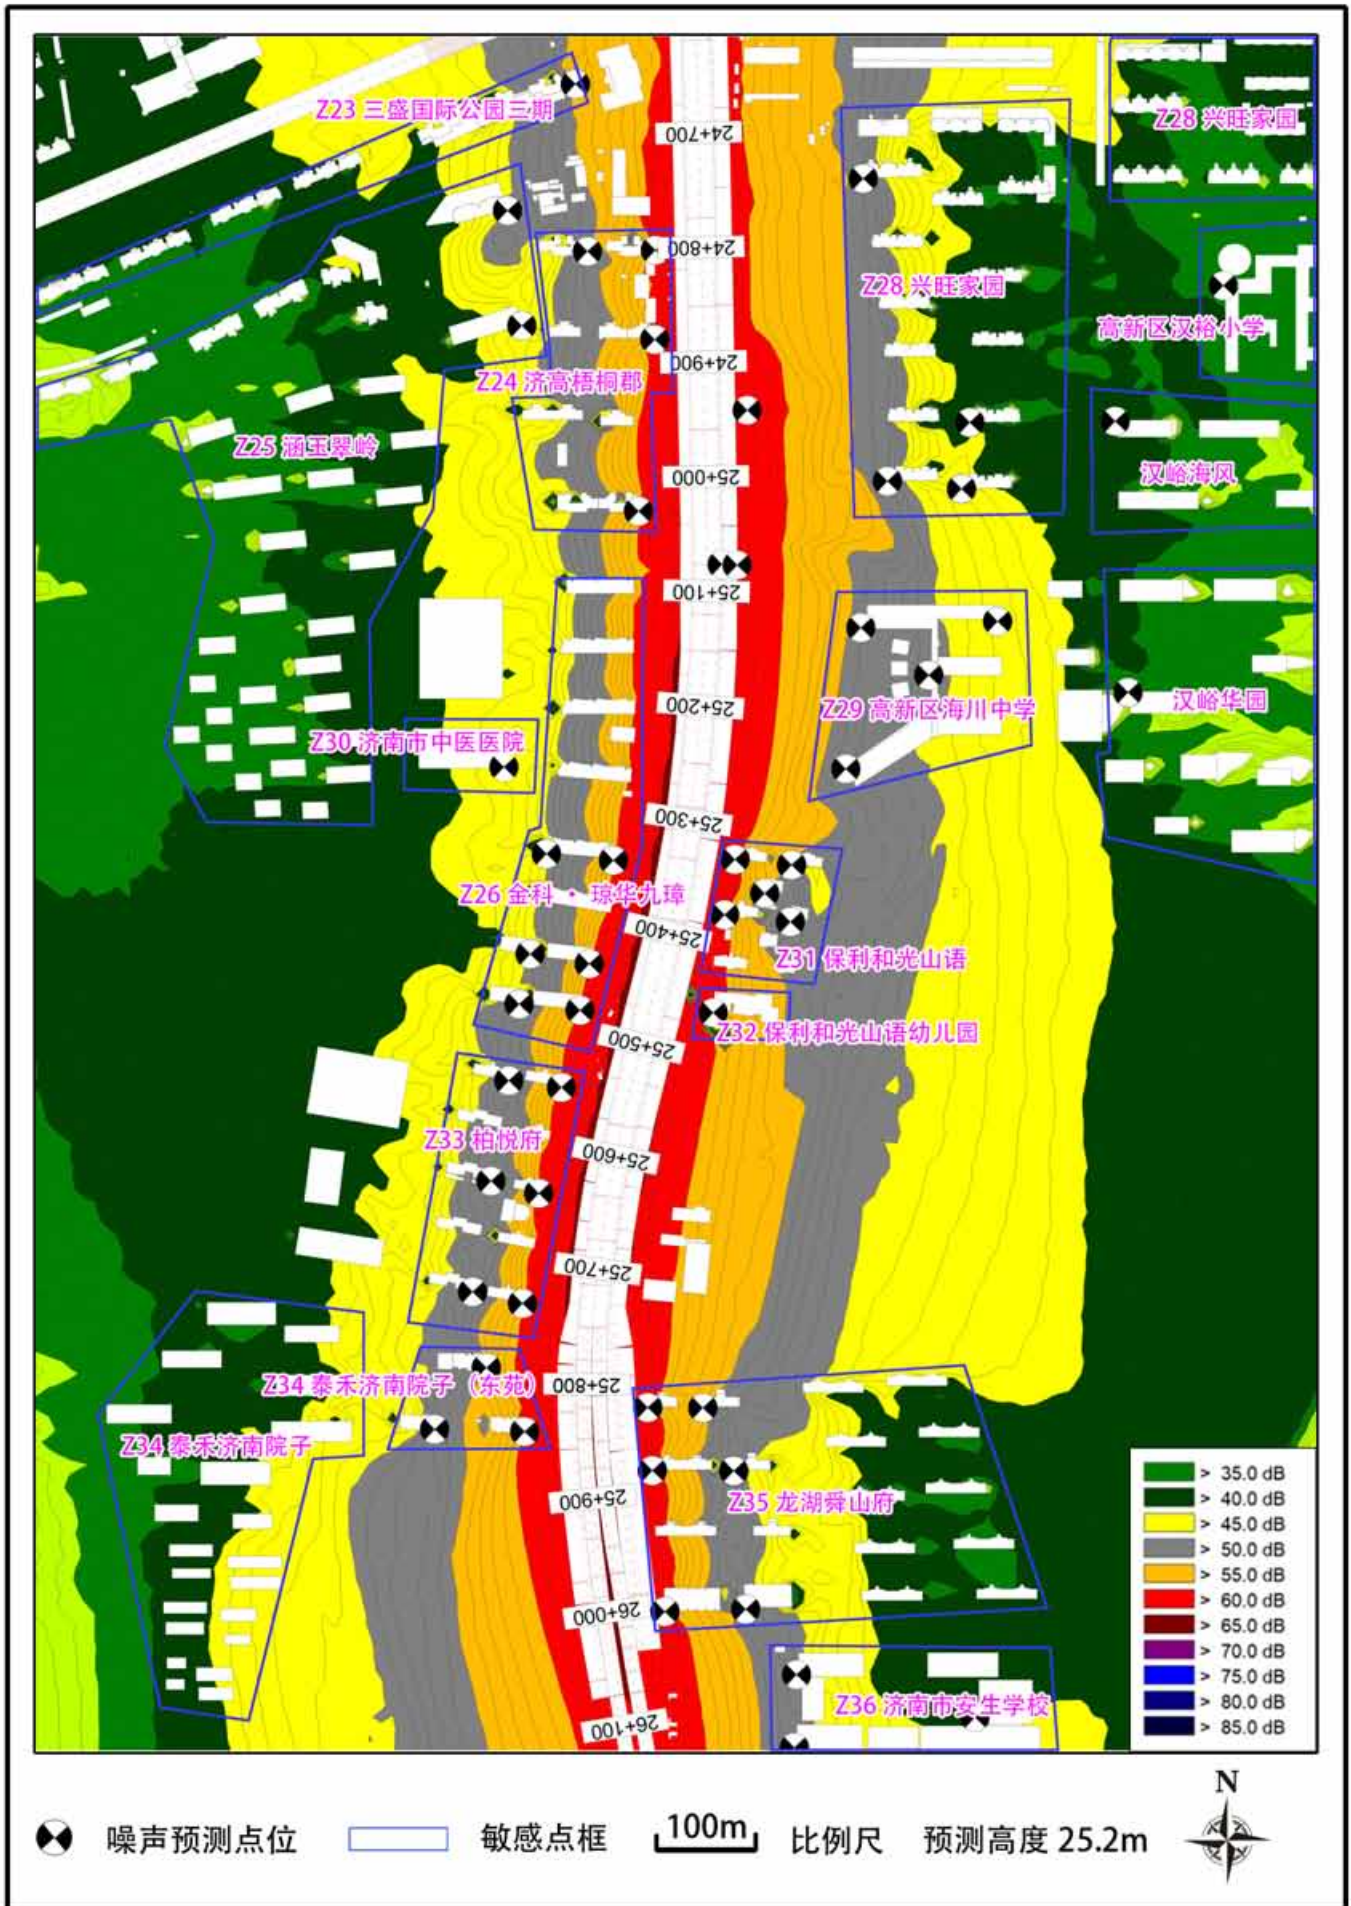 Z23 三盛国际公园三期
Z28 兴旺家园
24+700
24+800
Z28 兴旺家园
高新区汉裕小学
24+900
Z24 济高梧桐郡
Z25 涵玉翠岭
25+000
汉峪海风
25+100
25+200
Z29 高新区海川中学
汉峪华园
Z30 济南市中医医院
25+300
Z26 金科 · 琼华九璋
25+400
Z31 保利和光山语
Z32 保利和光山语幼儿园
25+500
Z33 柏悦府
25+600
25+700
Z34 泰禾济南院子（东苑）
25+800
Z34 泰禾济南院子
25+900
Z35 龙湖舜山府
26+000
Z36 济南市安生学校
26+100
> 35.0 dB
> 40.0 dB
> 45.0 dB
> 50.0 dB
> 55.0 dB
> 60.0 dB
> 65.0 dB
> 70.0 dB
> 75.0 dB
> 80.0 dB
> 85.0 dB
N
噪声预测点位 敏感点框 100m 比例尺 预测高度 25.2m